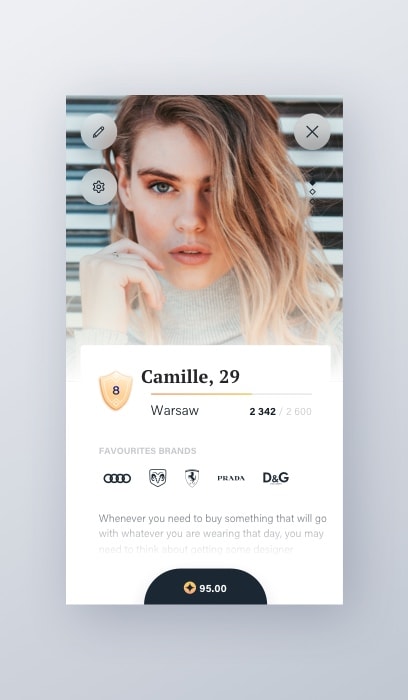 8
Camille, 29
Warsaw
2 342 / 2 600
FAVOURITES BRANDS
PRADA
D&G
Whenever you need to buy something that will go
with whatever you are wearing that day, you may
need to think about getting some designer
95.00